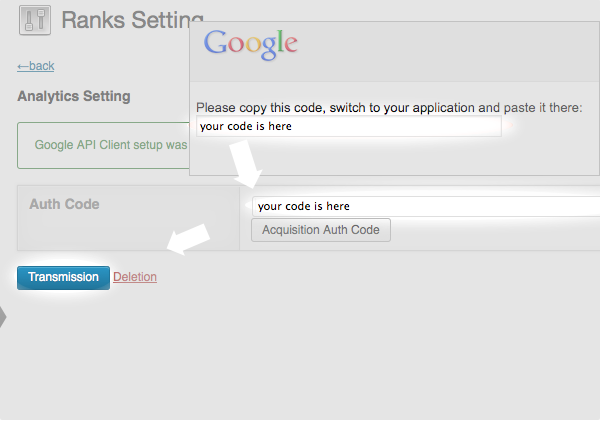 Ranks Setting
Google
←back
Analytics Setting
Please copy this code, switch to your application and paste it there:
your code is here
Google API Client setup was
Auth Code
your code is here
Acquisition Auth Code
Transmission Deletion